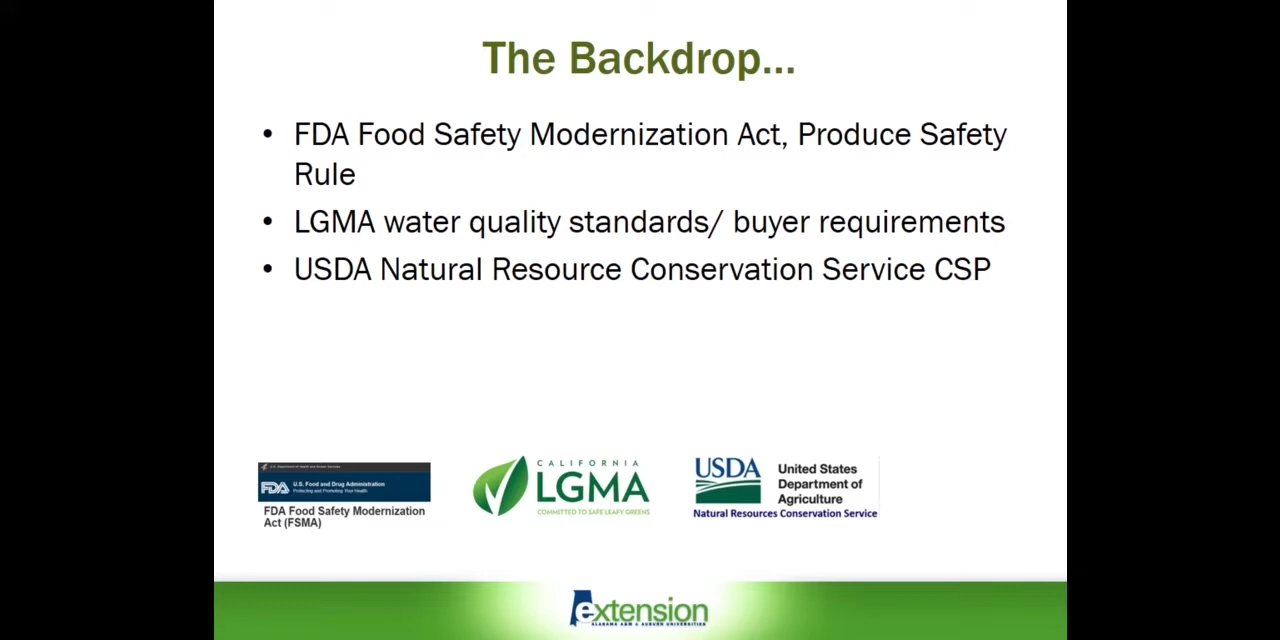 The Backdrop...
• FDA Food Safety Modernization Act, Produce Safety
Rule
• LGMA water quality standards/ buyer requirements
• USDA Natural Resource Conservation Service CSP
U.S. Department of Health and Human Services
FDA U.S. Food and Drug Administration
Protecting and Promoting Your Health
FDA Food Safety Modernization
Act (FSMA)
CALIFORNIA
LGMA
COMMITTED TO SAFE LEAFY GREENS
USDA
United States
Department of
Agriculture
Natural Resources Conservation Service
extension
ALABAMA A&M & AUBURN UNIVERSITIES